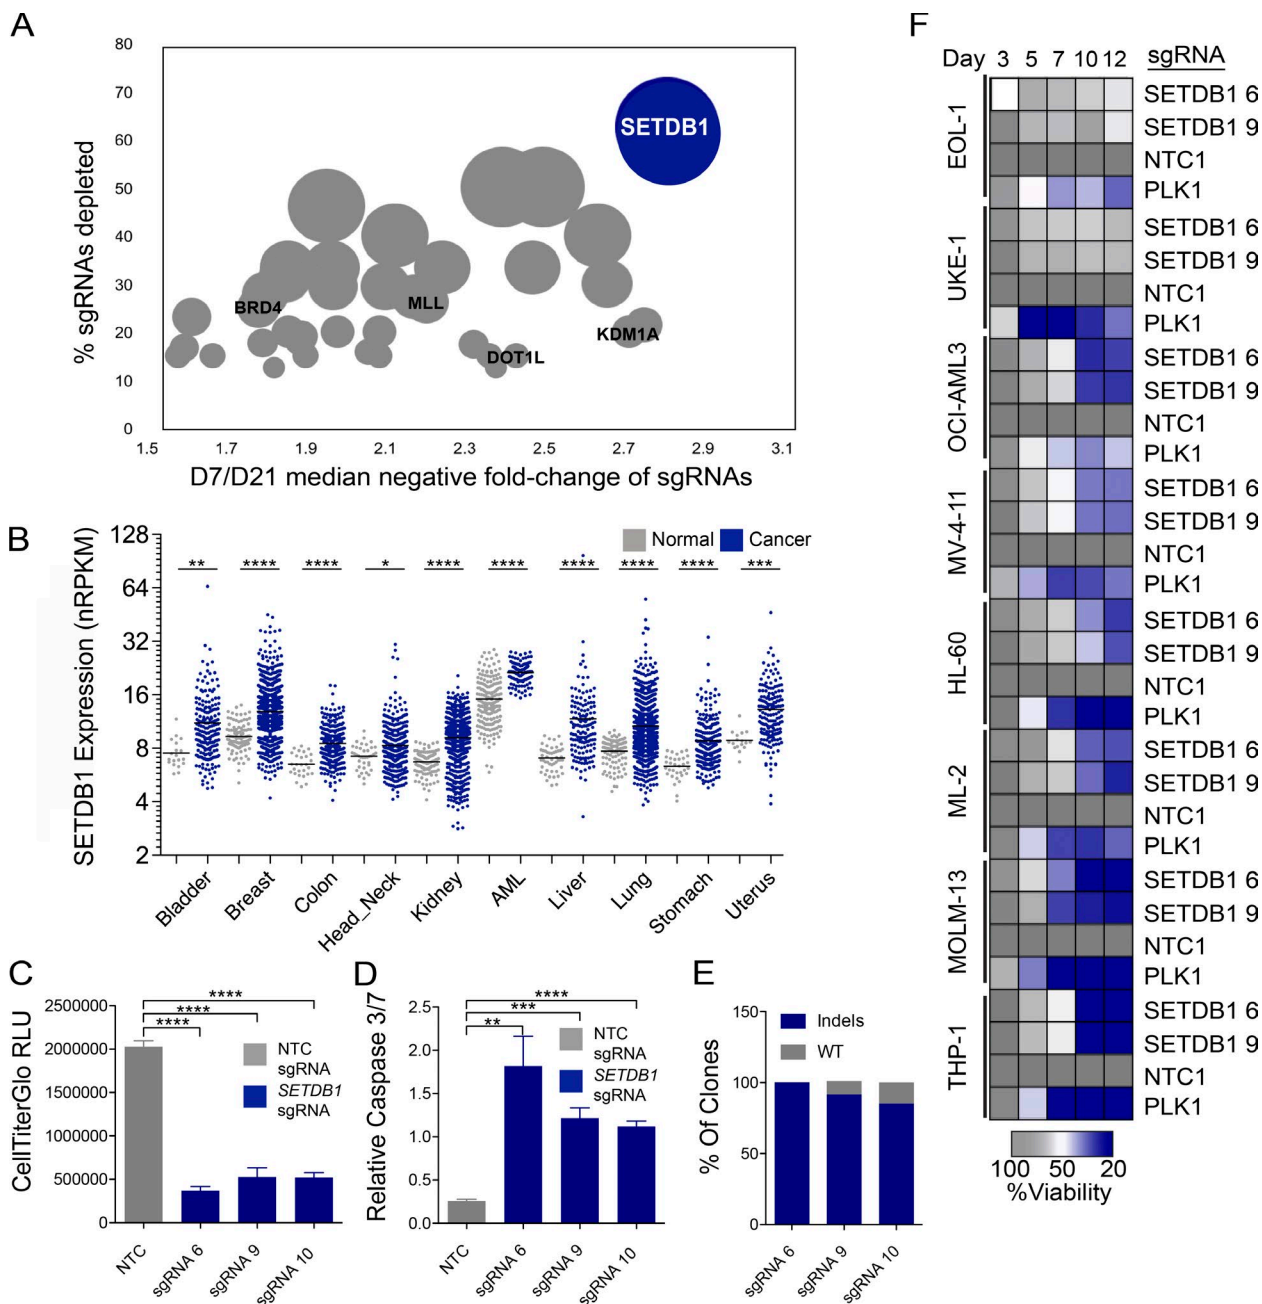 A
80
70
60
50
40
30
20
10
0
% sgRNAs depleted
SETDB1
BRD4
MLL
KDM1A
DOT1L
1.5 1.7 1.9 2.1 2.3 2.5 2.7 2.9 3.1
D7/D21 median negative fold-change of sgRNAs
B
Normal Cancer
128
64
32
16
8
4
2
SETDB1 Expression (nRPKM)
** **** **** * **** **** **** **** **** ***
Bladder Breast Colon Head_Neck Kidney AML Liver Lung Stomach Uterus
C
2500000
2000000
1500000
1000000
500000
0
CellTiterGlo RLU
****
****
****
NTC
sgRNA
SETDB1
sgRNA
NTC sgRNA 6 sgRNA 9 sgRNA 10
D
2.5
2.0
1.5
1.0
0.5
0.0
Relative Caspase 3/7
****
***
**
NTC
sgRNA
SETDB1
sgRNA
NTC sgRNA 6 sgRNA 9 sgRNA 10
E
Indels
WT
150
100
50
0
% Of Clones
sgRNA 6 sgRNA 9 sgRNA 10
F
Day 3 5 7 10 12 sgRNA
EOL-1
SETDB1 6
SETDB1 9
NTC1
PLK1
UKE-1
SETDB1 6
SETDB1 9
NTC1
PLK1
OCI-AML3
SETDB1 6
SETDB1 9
NTC1
PLK1
MV-4-11
SETDB1 6
SETDB1 9
NTC1
PLK1
HL-60
SETDB1 6
SETDB1 9
NTC1
PLK1
ML-2
SETDB1 6
SETDB1 9
NTC1
PLK1
MOLM-13
SETDB1 6
SETDB1 9
NTC1
PLK1
THP-1
SETDB1 6
SETDB1 9
NTC1
PLK1
100 50 20
%Viability